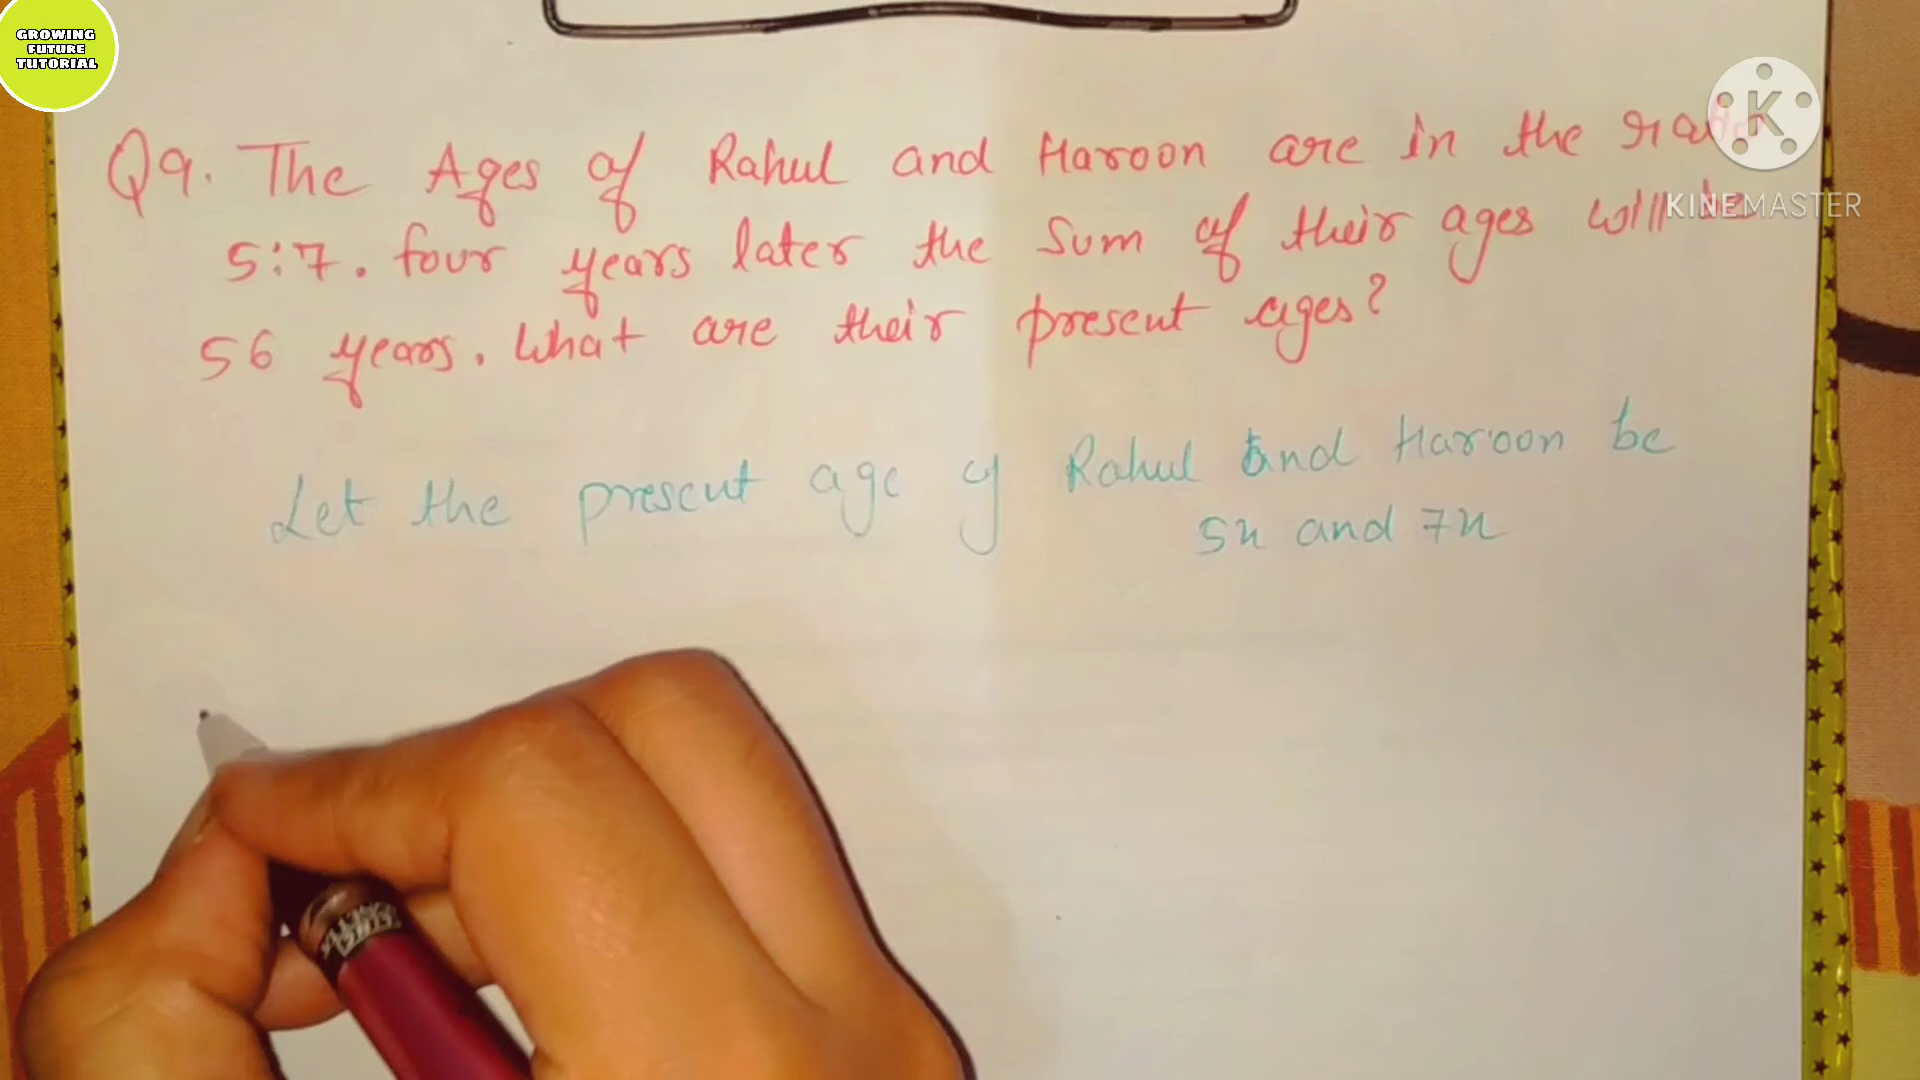 GROWING
FUTURE
TUTORIAL
Q9. The Ages of Rahul and Haroon are in the ratio
KINEMASTER
5:7. four years later the Sum of their ages will be
56 years. What are their present ages?
Let the present age of Rahul and Haroon be
5x and 7x